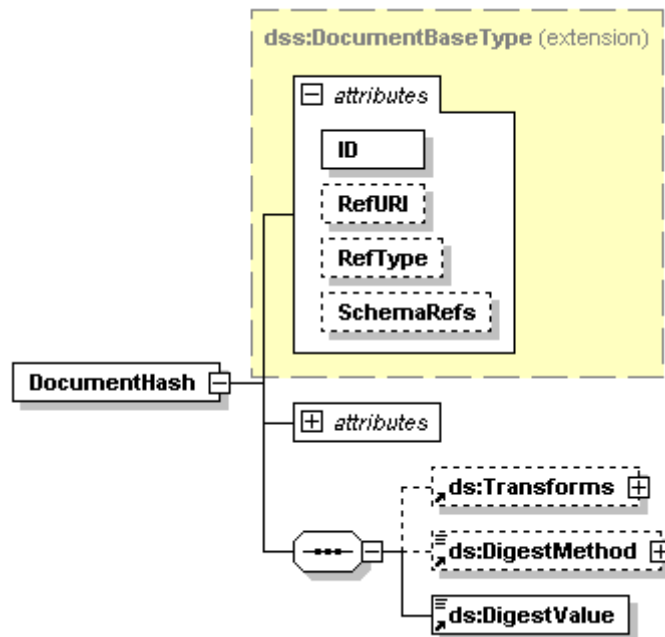 dss:DocumentBaseType (extension)
attributes
ID
RefURI
RefType
SchemaRefs
DocumentHash
attributes
ds:Transforms
ds:DigestMethod
ds:DigestValue